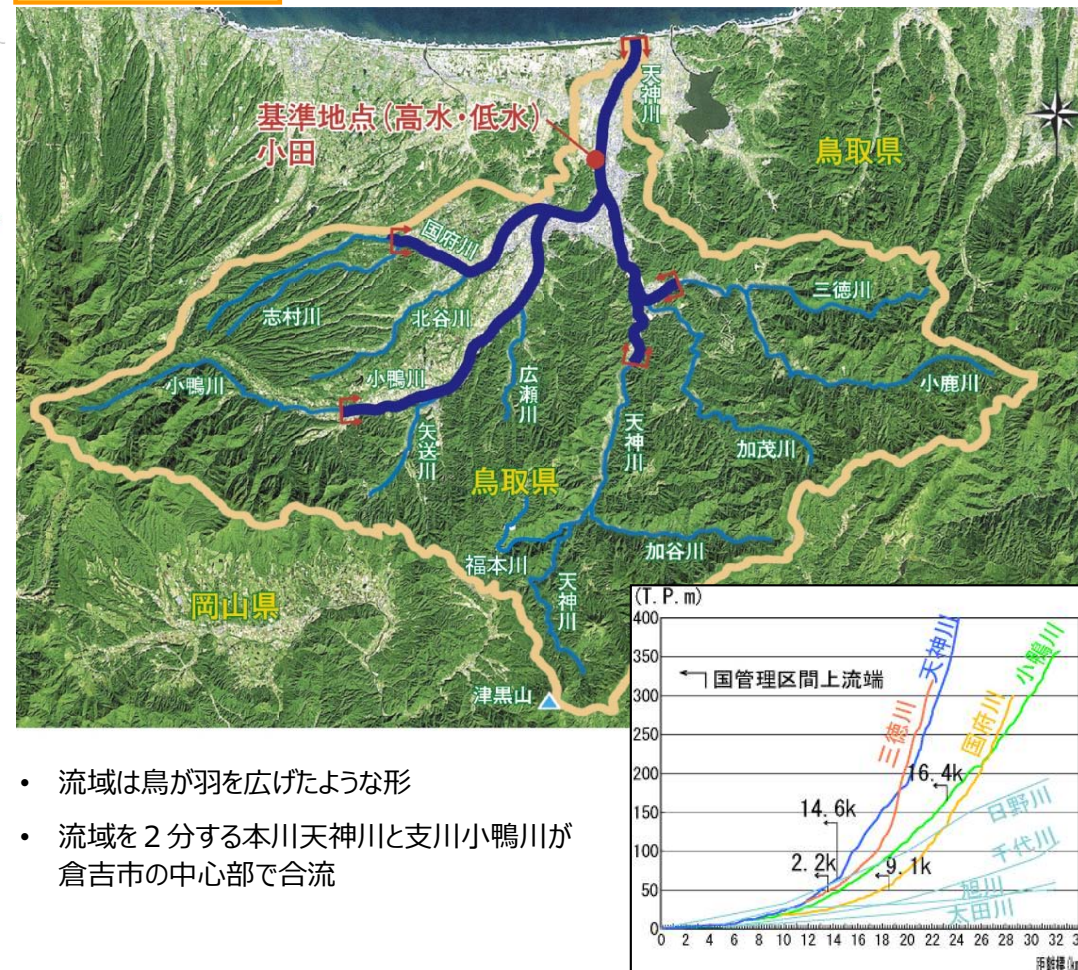 基準地点(高水・低水)
小田
天神川
鳥取県
国府川
志村川
北谷川
小鴨川
小鴨川
矢送川
広瀬川
天神川
三徳川
小鹿川
加茂川
鳥取県
加谷川
福本川
天神川
岡山県
津黒山
• 流域は鳥が羽を広げたような形
• 流域を２分する本川天神川と支川小鴨川が
倉吉市の中心部で合流
(T.P.m)
400
350
300
250
200
150
100
50
0
国管理区間上流端
天神川
小鴨川
三徳川
国府川
16.4k
14.6k
2.2k
9.1k
日野川
千代川
旭川
太田川
0 2 4 6 8 10 12 14 16 18 20 22 24 26 28 30 32